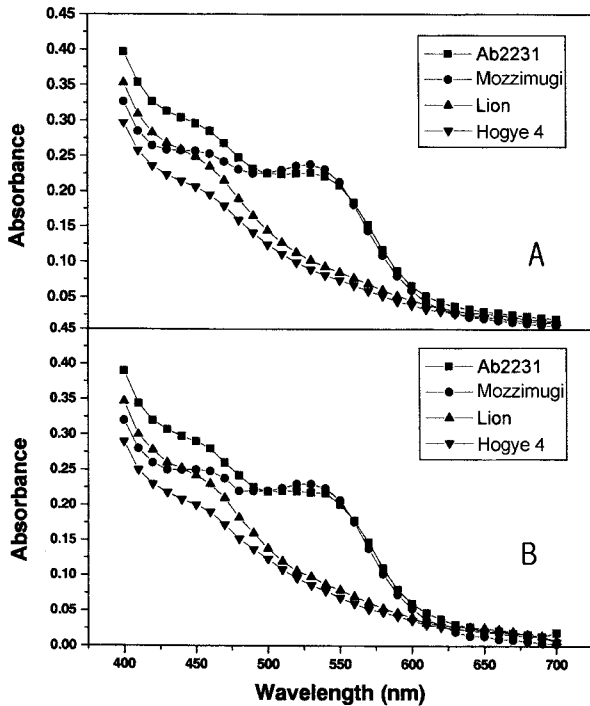 0.45
0.40
0.35
0.30
0.25
0.20
0.15
0.10
0.05
Absorbance
Ab2231
Mozzimugi
Lion
Hogye 4
A
0.45
0.40
0.35
0.30
0.25
0.20
0.15
0.10
0.05
0.00
Absorbance
Ab2231
Mozzimugi
Lion
Hogye 4
B
400 450 500 550 600 650 700
Wavelength (nm)